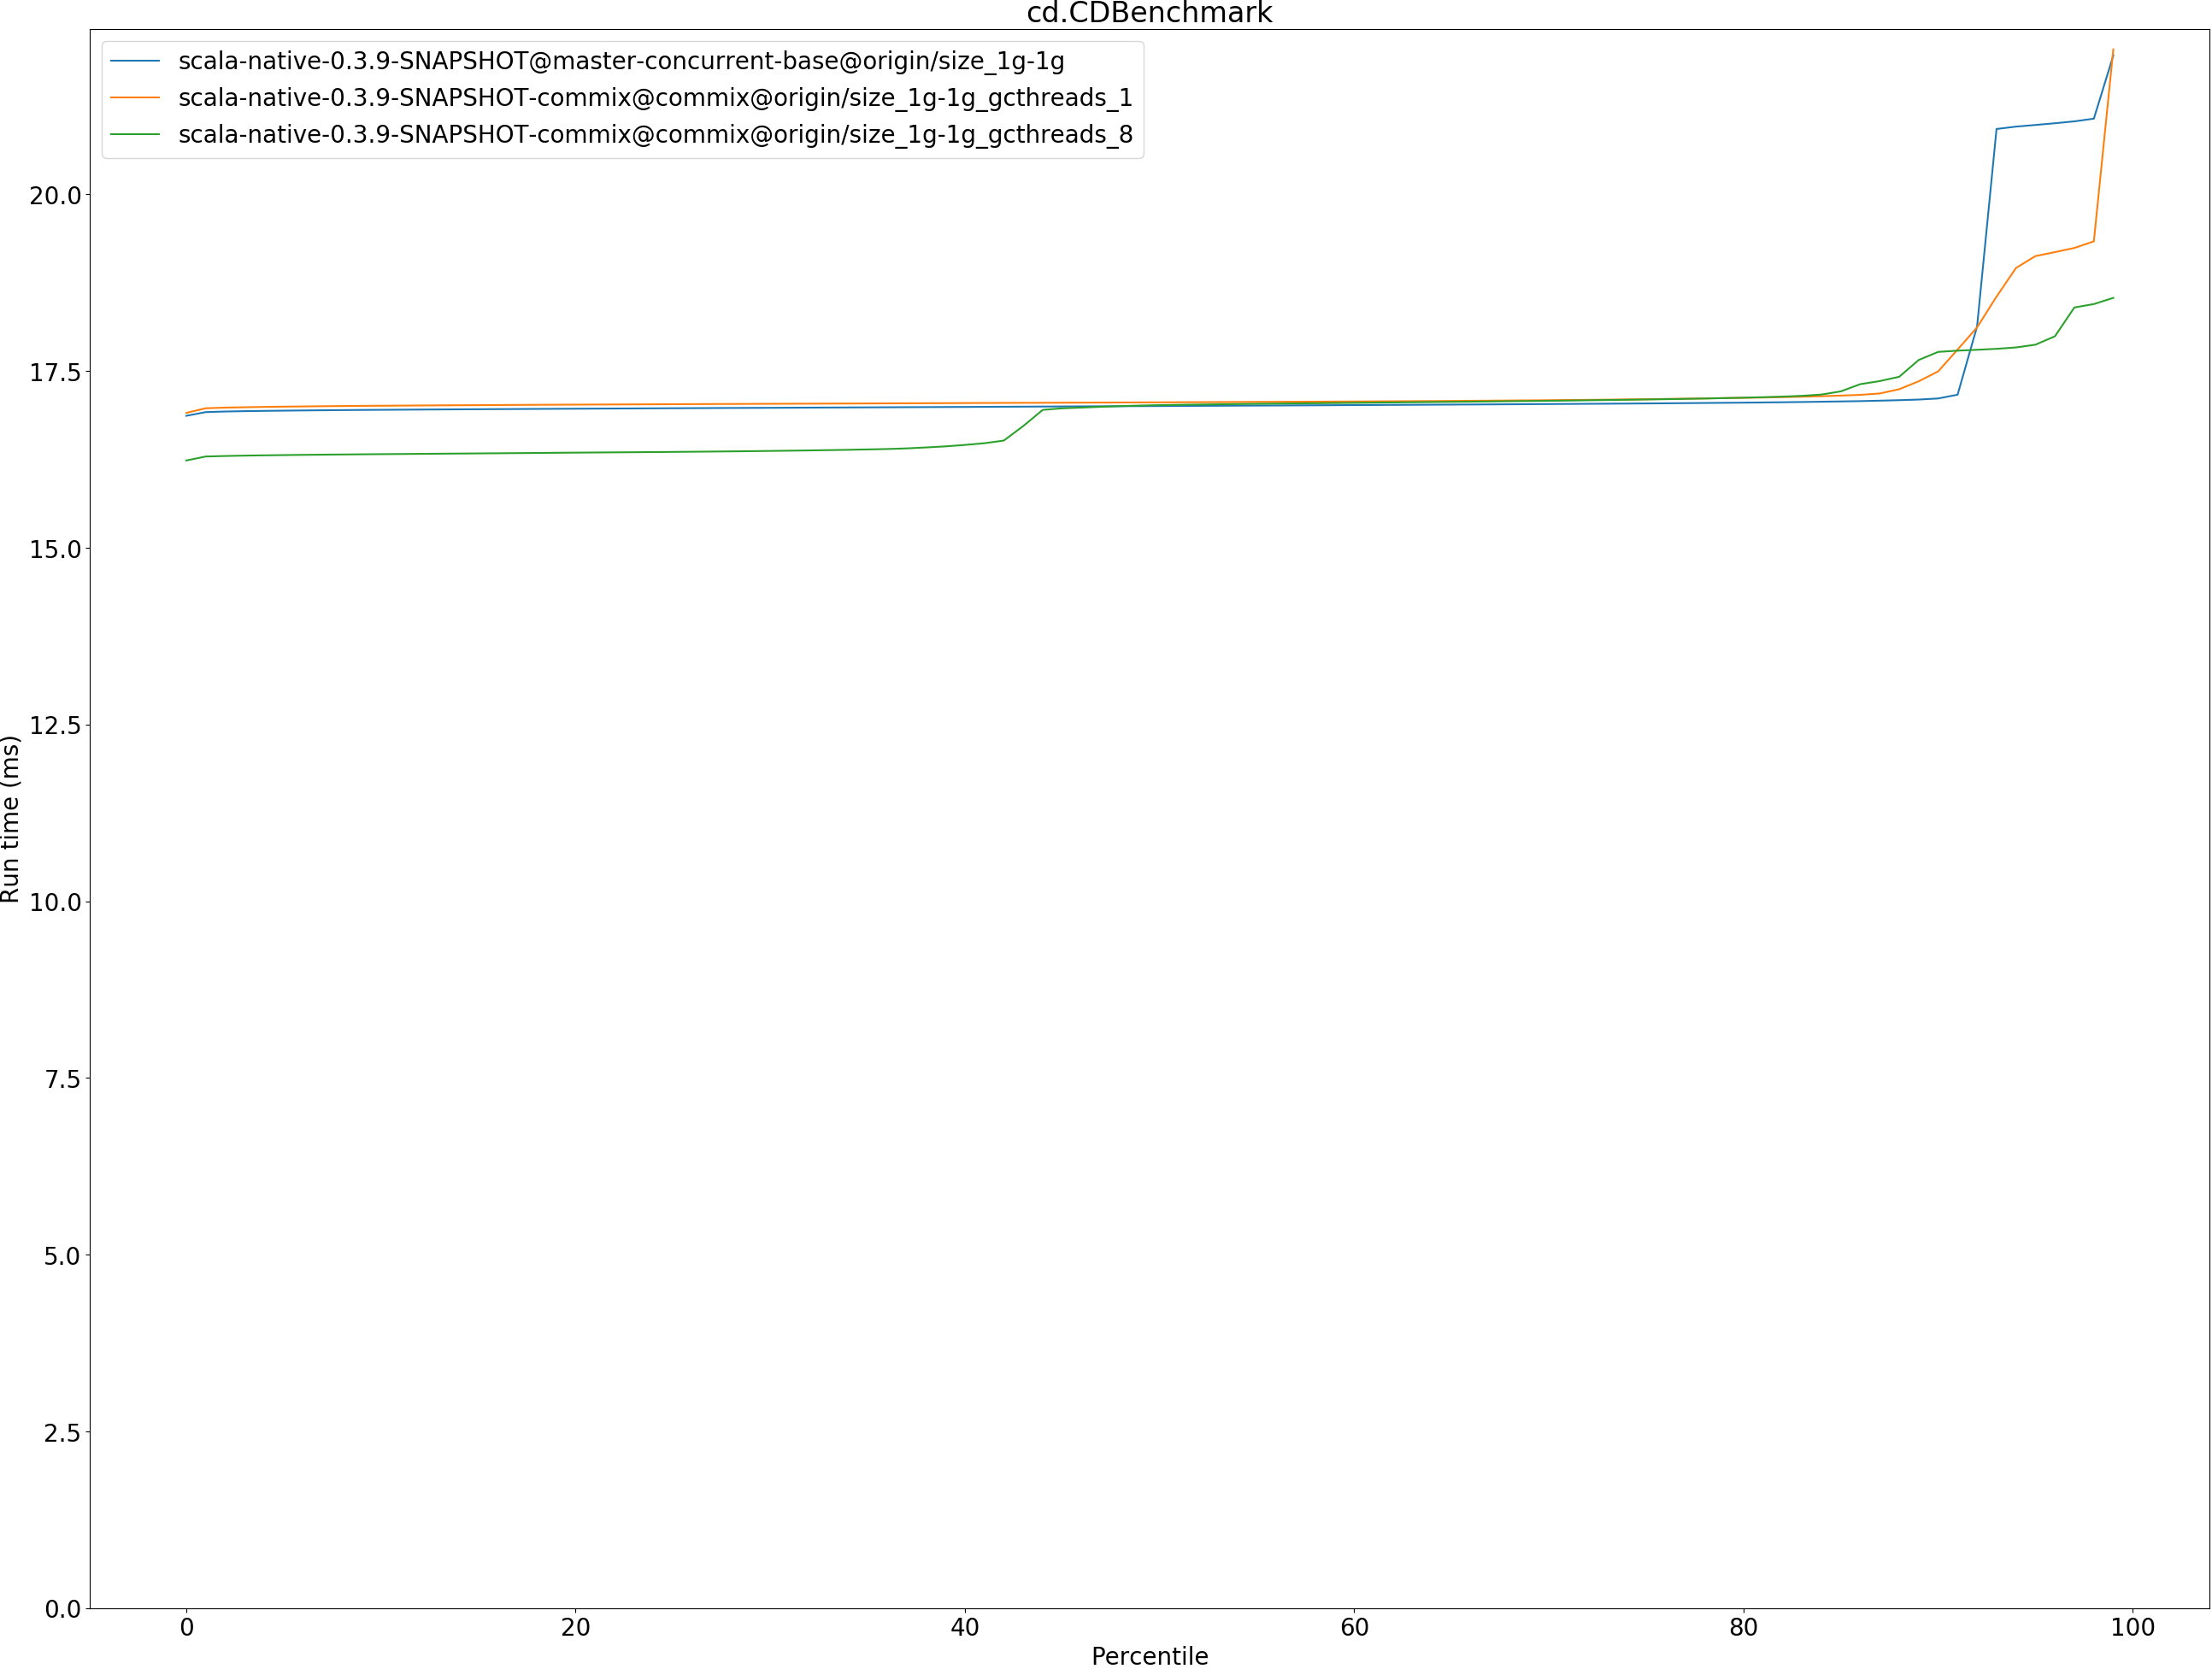 cd.CDBenchmark
scala-native-0.3.9-SNAPSHOT@master-concurrent-base@origin/size_1g-1g
scala-native-0.3.9-SNAPSHOT-commix@commix@origin/size_1g-1g_gcthreads_1
scala-native-0.3.9-SNAPSHOT-commix@commix@origin/size_1g-1g_gcthreads_8
20.0
17.5
15.0
12.5
10.0
7.5
5.0
2.5
0.0
Run time (ms)
0 20 40 60 80 100
Percentile